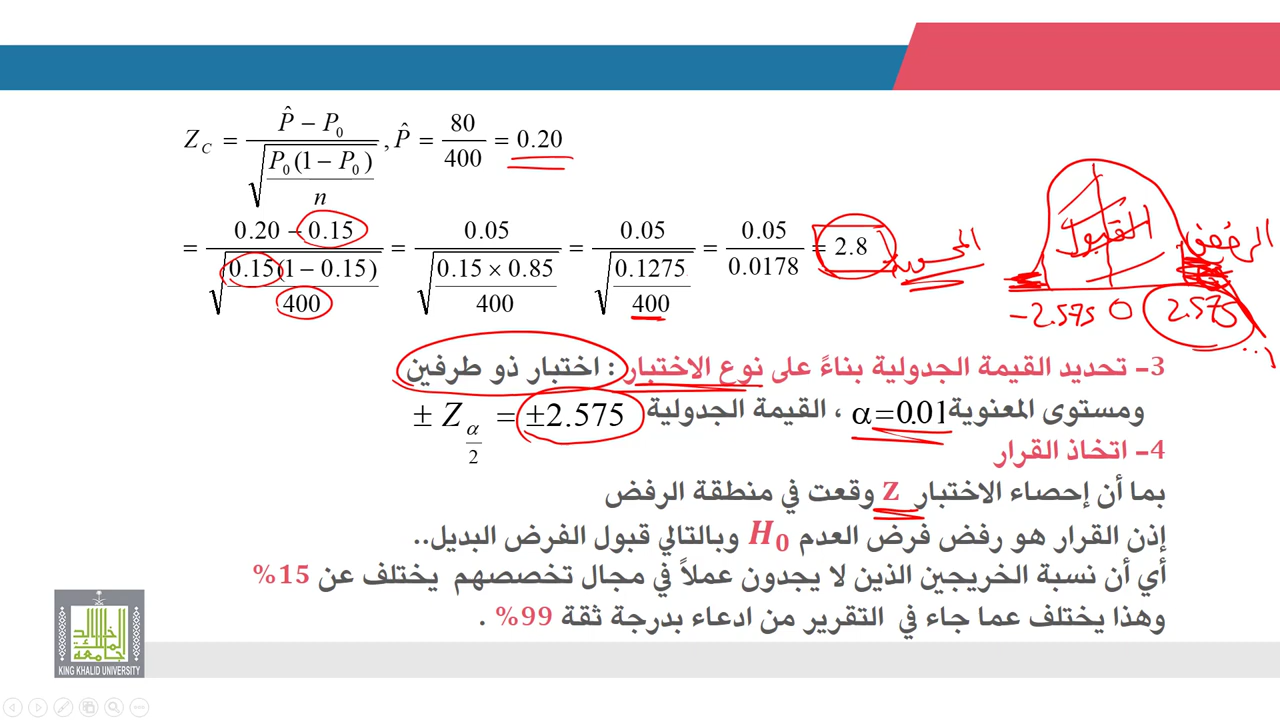 Z_C = (P̂ − P_0) / √(P_0(1 − P_0) / n) , P̂ = 80/400 = 0.20
= (0.20 − 0.15) / √(0.15(1 − 0.15) / 400) = 0.05 / √(0.15 × 0.85 / 400) = 0.05 / √(0.1275 / 400) = 0.05 / 0.0178 = 2.8
المحسوبة
القبول
الرفض
−2.575 0 2.575
3- تحديد القيمة الجدولية بناءً على نوع الاختبار : اختبار ذو طرفين
ومستوى المعنوية α=0.01 ، القيمة الجدولية ± Z_{α/2} = ±2.575
4- اتخاذ القرار
بما أن إحصاء الاختبار Z وقعت في منطقة الرفض
إذن القرار هو رفض فرض العدم H_0 وبالتالي قبول الفرض البديل..
أي أن نسبة الخريجين الذين لا يجدون عملاً في مجال تخصصهم يختلف عن 15%
وهذا يختلف عما جاء في التقرير من ادعاء بدرجة ثقة 99% .
جامعة الملك خالد
KING KHALID UNIVERSITY